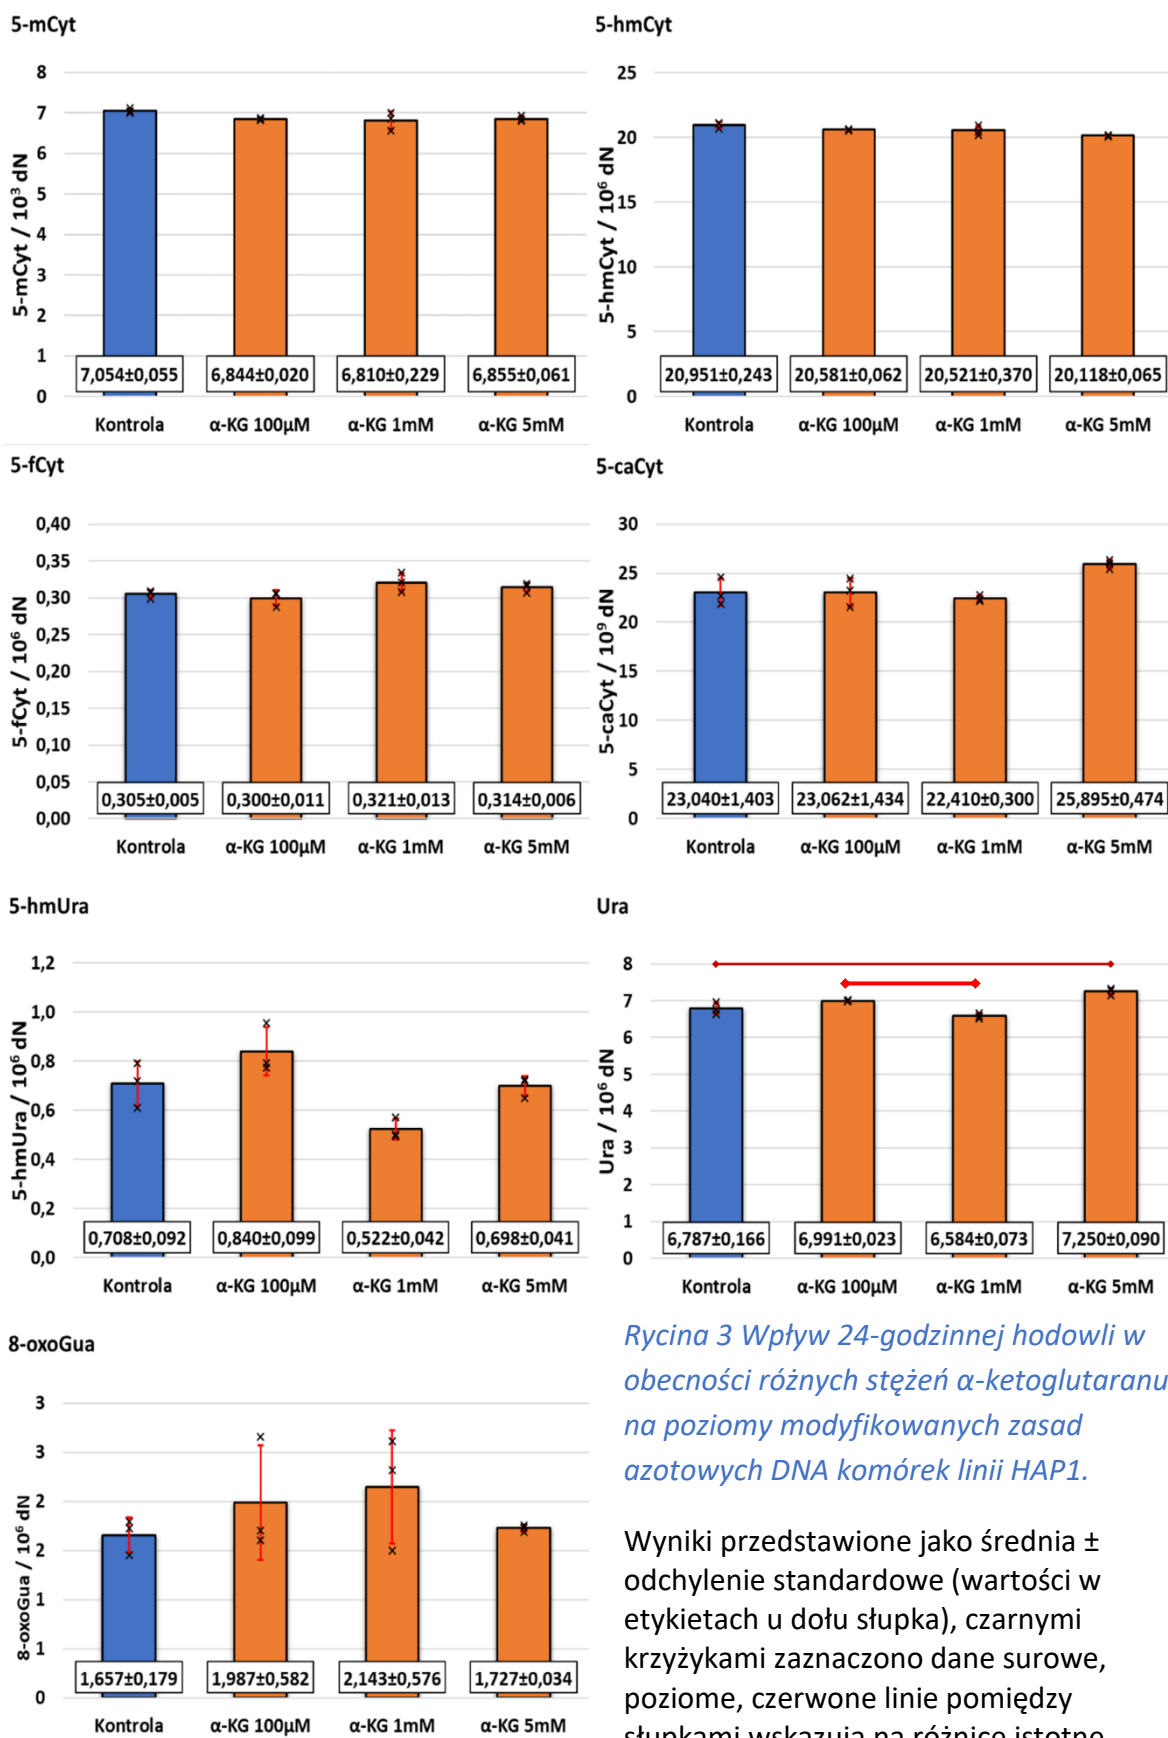 5-mCyt
5-mCyt / 10³ dN
8
7
6
5
4
3
2
1
0
7,054±0,055 6,844±0,020 6,810±0,229 6,855±0,061
Kontrola α-KG 100µM α-KG 1mM α-KG 5mM
5-hmCyt
5-hmCyt / 10⁶ dN
25
20
15
10
5
0
20,951±0,243 20,581±0,062 20,521±0,370 20,118±0,065
Kontrola α-KG 100µM α-KG 1mM α-KG 5mM
5-fCyt
5-fCyt / 10⁶ dN
0,40
0,35
0,30
0,25
0,20
0,15
0,10
0,05
0,00
0,305±0,005 0,300±0,011 0,321±0,013 0,314±0,006
Kontrola α-KG 100µM α-KG 1mM α-KG 5mM
5-caCyt
5-caCyt / 10⁹ dN
30
25
20
15
10
5
0
23,040±1,403 23,062±1,434 22,410±0,300 25,895±0,474
Kontrola α-KG 100µM α-KG 1mM α-KG 5mM
5-hmUra
5-hmUra / 10⁶ dN
1,2
1,0
0,8
0,6
0,4
0,2
0,0
0,708±0,092 0,840±0,099 0,522±0,042 0,698±0,041
Kontrola α-KG 100µM α-KG 1mM α-KG 5mM
Ura
Ura / 10⁶ dN
8
7
6
5
4
3
2
1
0
6,787±0,166 6,991±0,023 6,584±0,073 7,250±0,090
Kontrola α-KG 100µM α-KG 1mM α-KG 5mM
8-oxoGua
8-oxoGua / 10⁶ dN
3
3
2
2
1
1
0
1,657±0,179 1,987±0,582 2,143±0,576 1,727±0,034
Kontrola α-KG 100µM α-KG 1mM α-KG 5mM
Rycina 3 Wpływ 24-godzinnej hodowli w
obecności różnych stężeń α-ketoglutaranu
na poziomy modyfikowanych zasad
azotowych DNA komórek linii HAP1.
Wyniki przedstawione jako średnia ±
odchylenie standardowe (wartości w
etykietach u dołu słupka), czarnymi
krzyżykami zaznaczono dane surowe,
poziome, czerwone linie pomiędzy
słupkami wskazują na różnice istotne